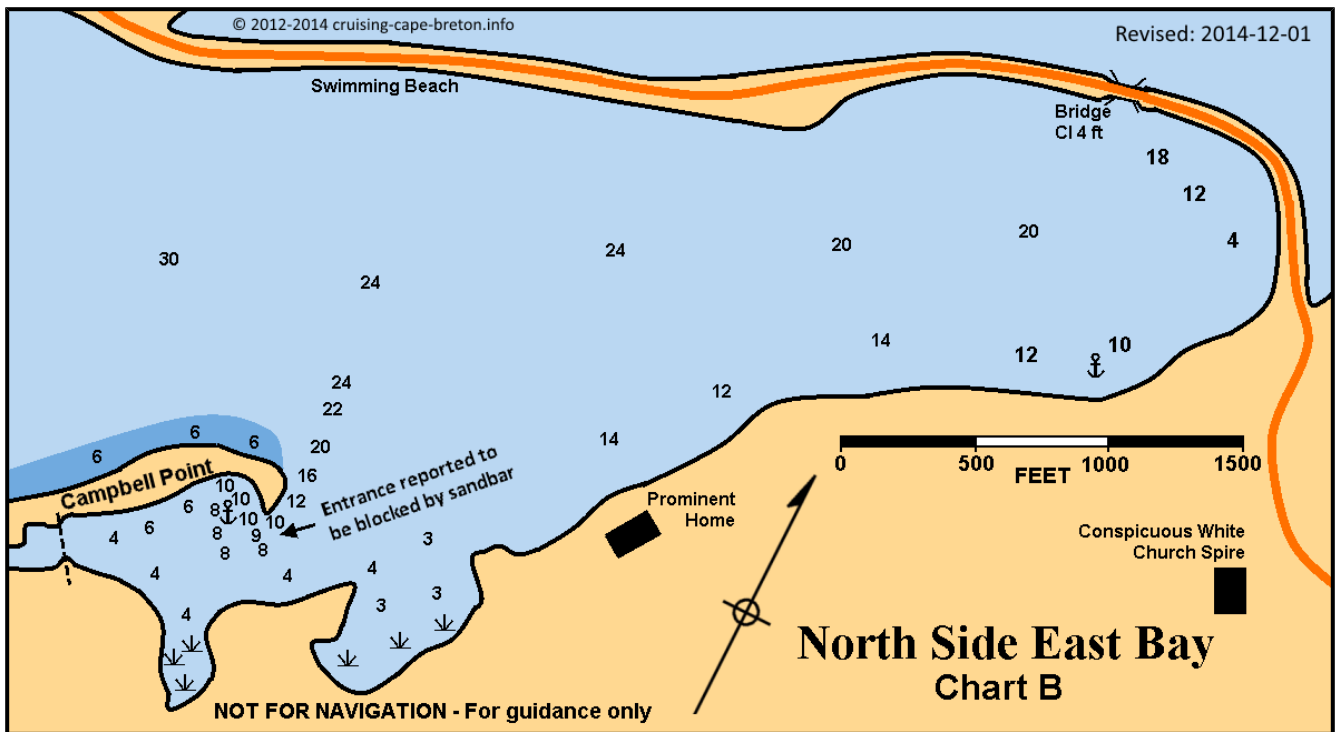 © 2012-2014 cruising-cape-breton.info
Revised: 2014-12-01
Swimming Beach
Bridge
Cl 4 ft
18
12
4
20
20
24
30
24
14
12
10
24
12
22
14
20
6
6
6
16
Campbell Point
12
10
10
8
10
10
6
6
8
9
8
8
4
4
4
4
4
3
3
3
Entrance reported to
be blocked by sandbar
Prominent
Home
0 500 1000 1500
FEET
Conspicuous White
Church Spire
North Side East Bay
Chart B
NOT FOR NAVIGATION - For guidance only